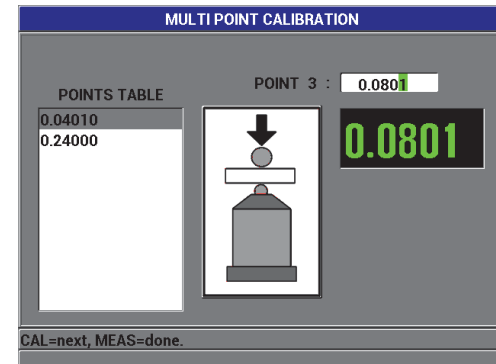 MULTI POINT CALIBRATION
POINT 3 : 0.0801
POINTS TABLE
0.04010
0.24000
0.0801
CAL=next, MEAS=done.